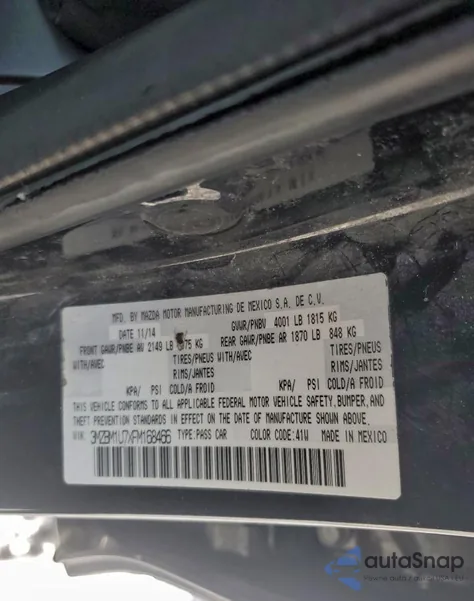 MFD. BY MAZDA MOTOR MANUFACTURING DE MEXICO S.A. DE C.V.
DATE 11/14 GVWR/PNBV 4001 LB 1815 KG
FRONT GAWR/PNBE AV 2149 LB 975 KG REAR GAWR/PNBE AR 1870 LB 848 KG
WITH/AVEC TIRES/PNEUS WITH/AVEC TIRES/PNEUS
RIMS/JANTES RIMS/JANTES
KPA/ PSI COLD/A FROID KPA/ PSI COLD/A FROID
THIS VEHICLE CONFORMS TO ALL APPLICABLE FEDERAL MOTOR VEHICLE SAFETY, BUMPER, AND
THEFT PREVENTION STANDARDS IN EFFECT ON THE DATE OF MANUFACTURE SHOWN ABOVE.
VIN: 3MZBM1U7XFM168466 TYPE:PASS CAR COLOR CODE:41W MADE IN MEXICO
autaSnap